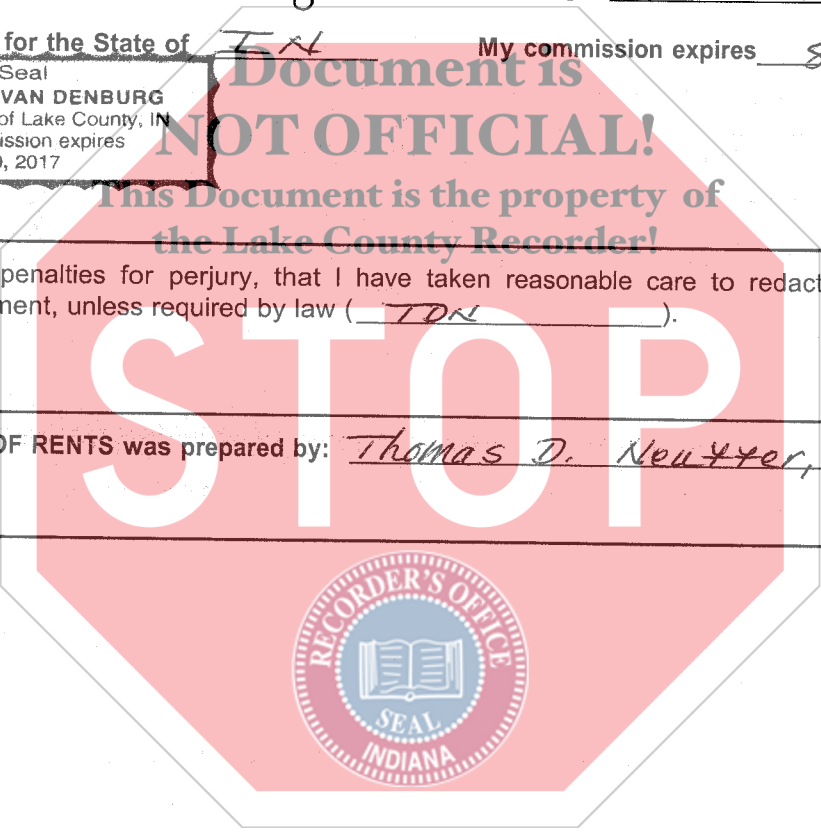 for the State of IN My commission expires 8
Seal
VAN DENBURG
of Lake County, IN
ission expires
, 2017
Document is
NOT OFFICIAL!
This Document is the property of
the Lake County Recorder!
penalties for perjury, that I have taken reasonable care to redact
ment, unless required by law ( TDN ).
STOP
OF RENTS was prepared by: Thomas D. Neuffer,
RECORDER'S OFFICE
SEAL
INDIANA